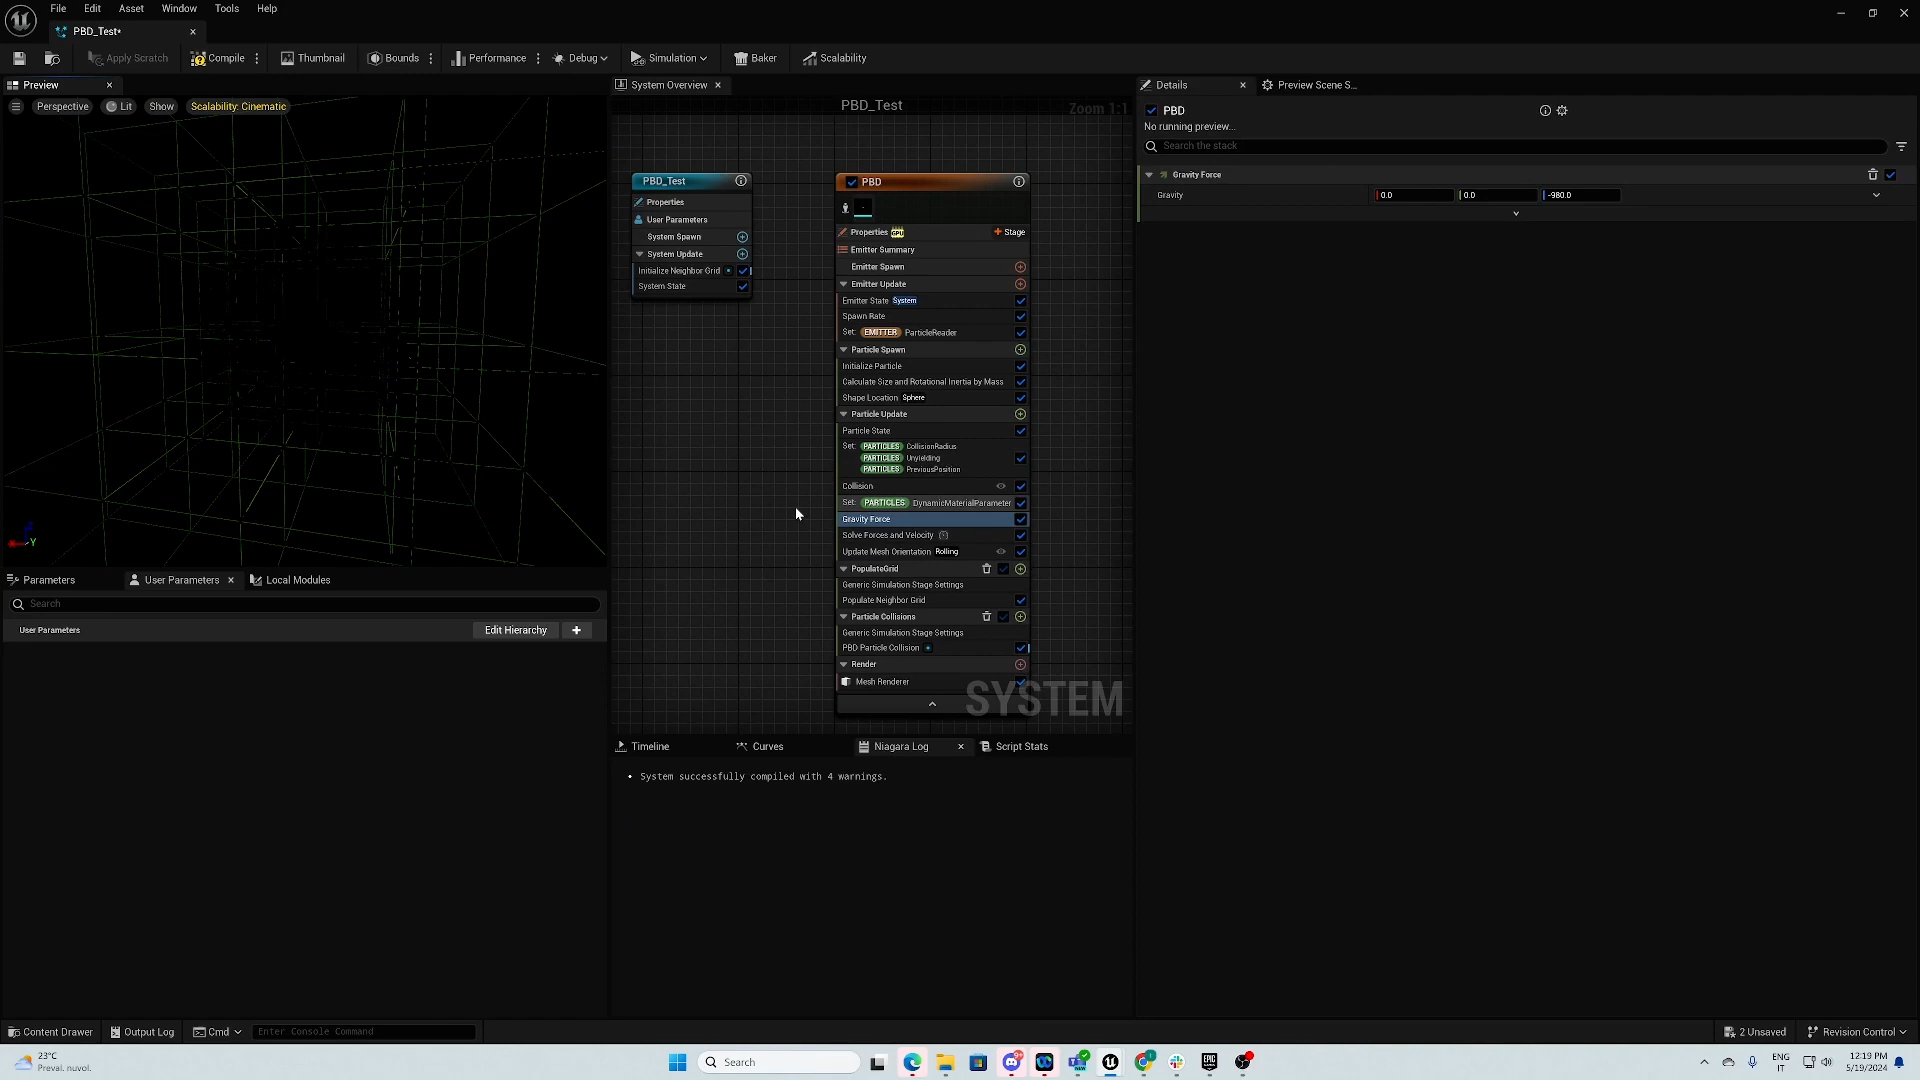 File Edit Asset Window Tools Help
PBD_Test*
Apply Scratch Compile Thumbnail Bounds Performance Debug Simulation Baker Scalability
Preview System Overview Details Preview Scene S...
Perspective Lit Show Scalability: Cinematic PBD_Test Zoom 1:1
PBD
No running preview...
Search the stack
Gravity Force
Gravity 0.0 0.0 -980.0
Y
PBD_Test
Properties
User Parameters
System Spawn
System Update
Initialize Neighbor Grid
System State
PBD
Properties GPU Stage
Emitter Summary
Emitter Spawn
Emitter Update
Emitter State System
Spawn Rate
Set: EMITTER ParticleReader
Particle Spawn
Initialize Particle
Calculate Size and Rotational Inertia by Mass
Shape Location Sphere
Particle Update
Particle State
Set: PARTICLES CollisionRadius
PARTICLES Unyielding
PARTICLES PreviousPosition
Collision
Set: PARTICLES DynamicMaterialParameter
Gravity Force
Solve Forces and Velocity
Update Mesh Orientation Rolling
PopulateGrid
Generic Simulation Stage Settings
Populate Neighbor Grid
Particle Collisions
Generic Simulation Stage Settings
PBD Particle Collision
Render
Mesh Renderer
SYSTEM
Parameters User Parameters Local Modules
Search
User Parameters Edit Hierarchy
Timeline Curves Niagara Log Script Stats
• System successfully compiled with 4 warnings.
Content Drawer Output Log Cmd Enter Console Command 2 Unsaved Revision Control
23°C
Preval. nuvol.
Search
ENG
IT
12:19 PM
5/19/2024